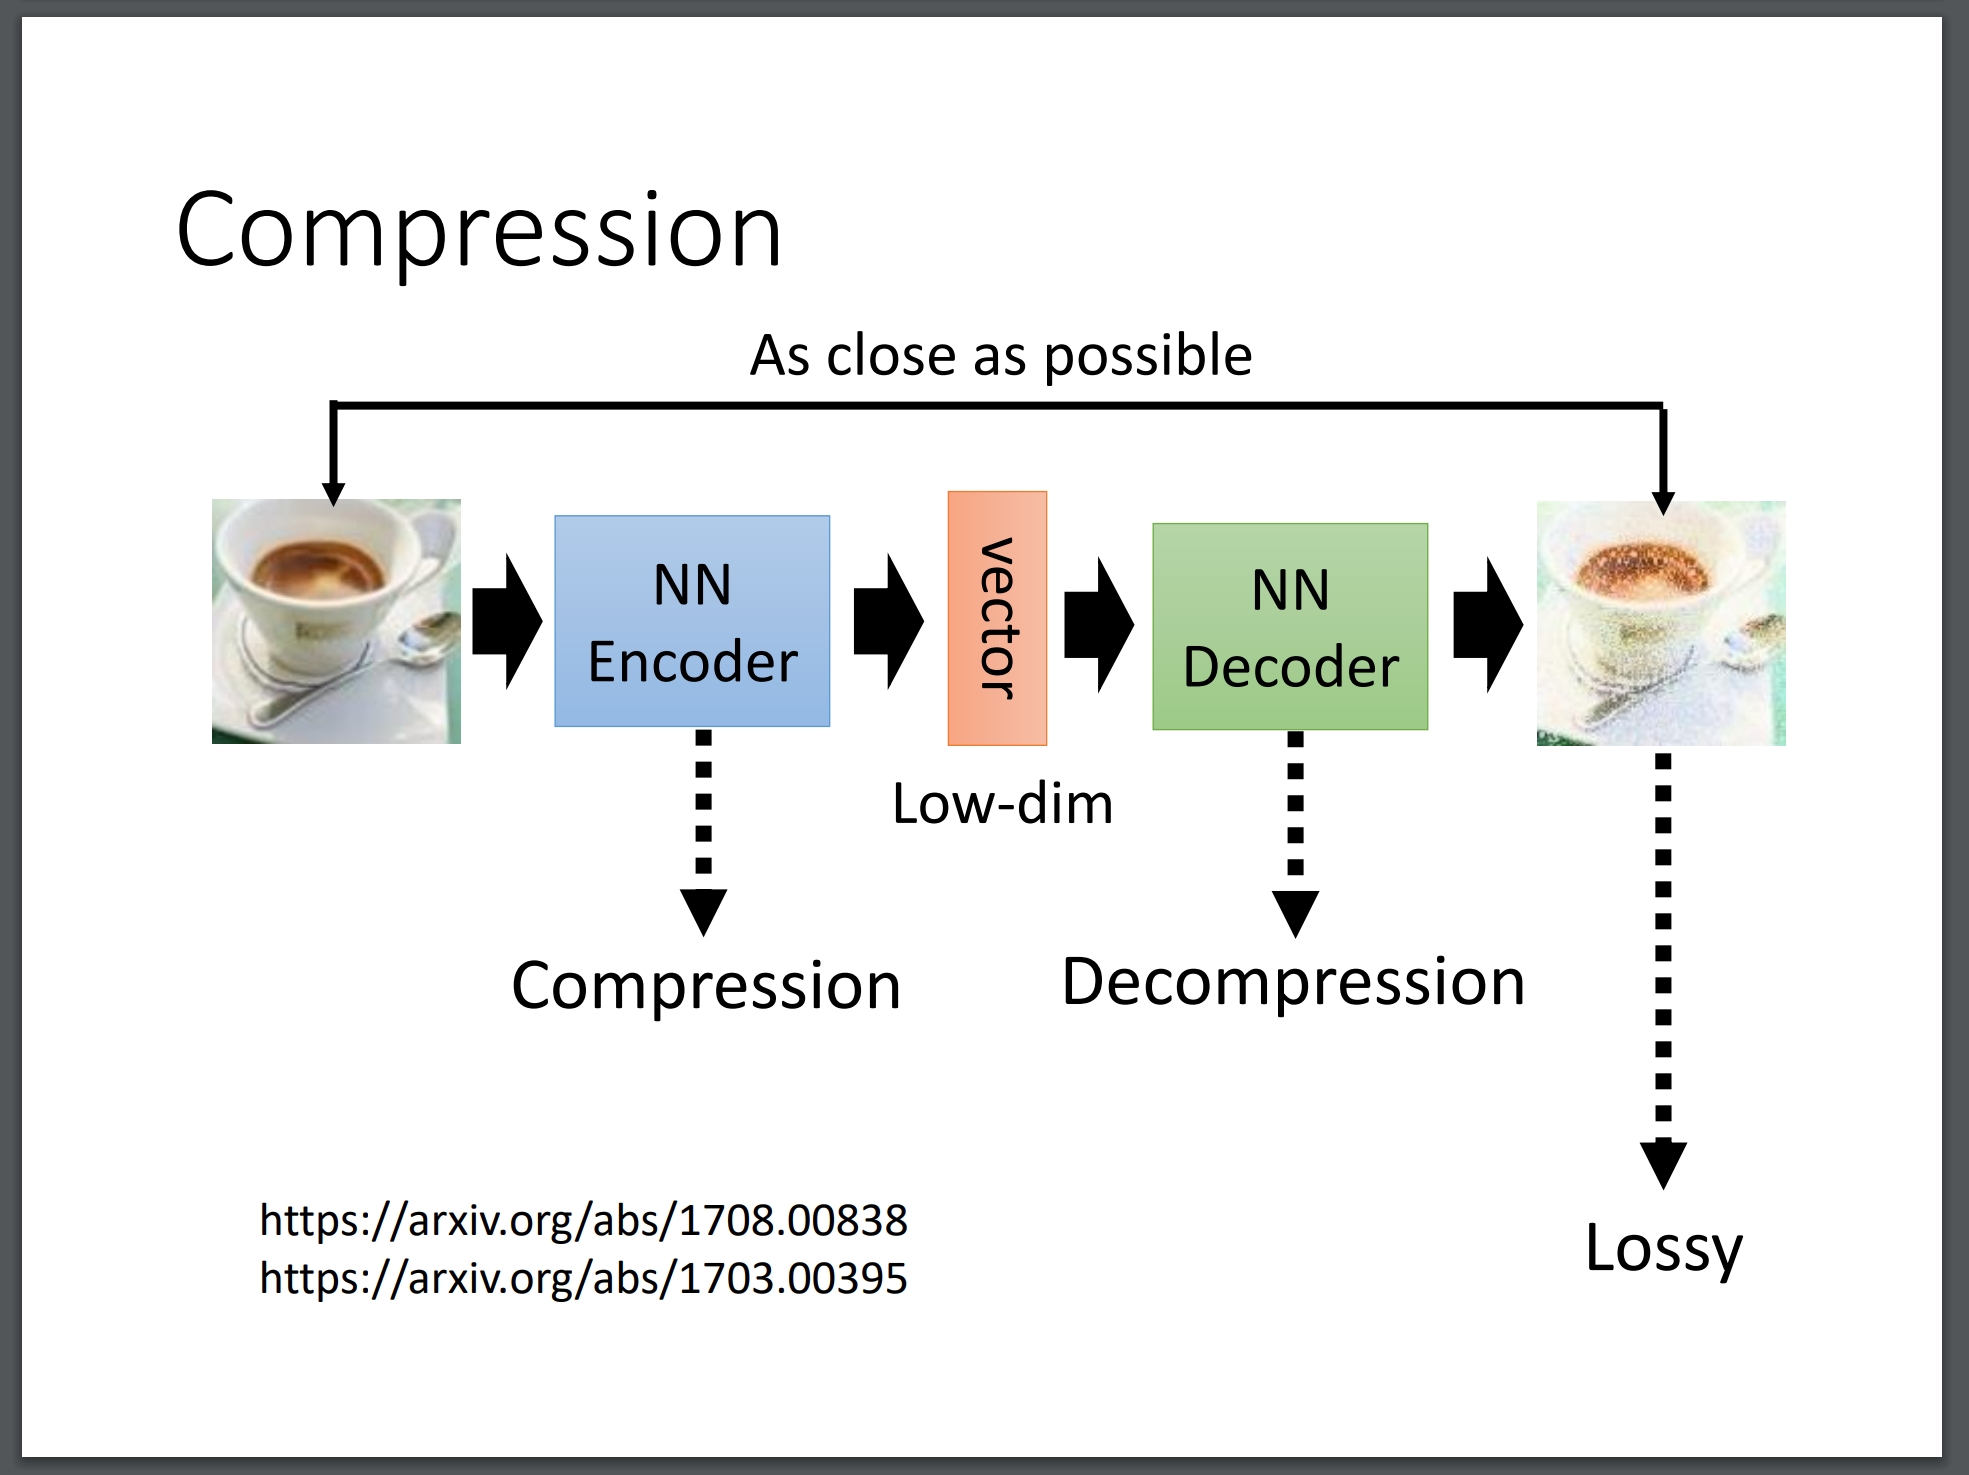 Compression
As close as possible
NN
Encoder
vector
NN
Decoder
Low-dim
Compression
Decompression
Lossy
https://arxiv.org/abs/1708.00838
https://arxiv.org/abs/1703.00395